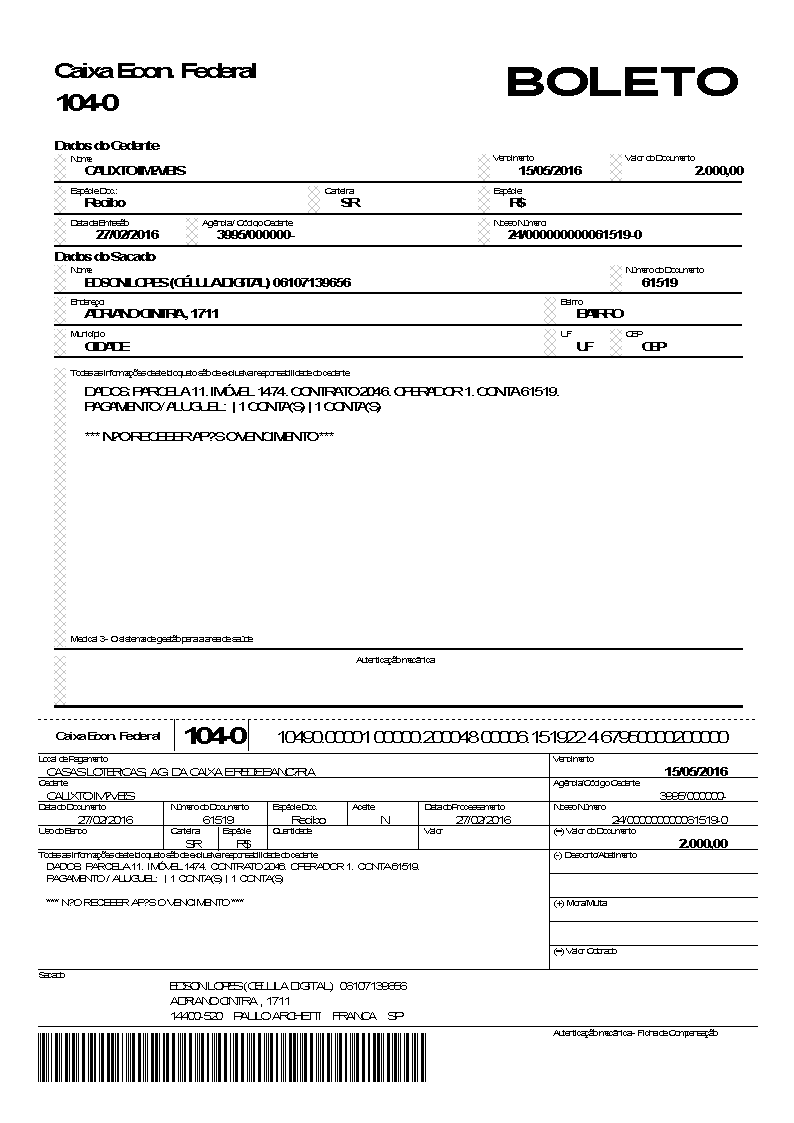 Caixa Econ. Federal
104-0
BOLETO
Dados do Cedente
Nome Vencimento Valor do Documento
CALIXTO IM?VEIS 15/05/2016 2.000,00
Espécie Doc.: Carteira Espécie
Recibo SR R$
Data da Emissão Agência / Código Cedente Nosso Número
27/02/2016 3995/000000- 24/000000000061519-0
Dados do Sacado
Nome Número do Documento
EDSON LOPES (CÉLULA DIGITAL) 06107139656 61519
Endereço Bairro
ADRIANO CINTRA, 1711 BAIRRO
Município UF CEP
CIDADE UF CEP
Todas as informações deste bloqueto são de exclusiva responsabilidade do cedente
DADOS: PARCELA 11. IMÓVEL 1474. CONTRATO 2046. OPERADOR 1. CONTA 61519.
PAGAMENTO / ALUGUEL: | 1 CONTA(S) | 1 CONTA(S)
*** N?O RECEBER AP?S O VENCIMENTO ***
Medical 3 - O sistema de gestão para a area de saúde
Autenticação mecânica
Caixa Econ. Federal 104-0 10490.00001 00000.200048 00006.151922 4 67950000200000
Local de Pagamento Vencimento
CASAS LOTERICAS, AG. DA CAIXA E REDE BANC?RIA 15/05/2016
Cedente Agência/Código Cedente
CALIXTO IM?VEIS 3995/000000-
Data do Documento Número do Documento Espécie Doc. Aceite Data do Processamento Nosso Número
27/02/2016 61519 Recibo N 27/02/2016 24/000000000061519-0
Uso do Banco Carteira Espécie Quantidade Valor (=) Valor do Documento
SR R$ 2.000,00
Todas as informações deste bloqueto são de exclusiva responsabilidade do cedente (-) Desconto/Abatimento
DADOS: PARCELA 11. IMÓVEL 1474. CONTRATO 2046. OPERADOR 1. CONTA 61519.
PAGAMENTO / ALUGUEL: | 1 CONTA(S) | 1 CONTA(S)
*** N?O RECEBER AP?S O VENCIMENTO *** (+) Mora/Multa
(=) Valor Cobrado
Sacado
EDSON LOPES (CELULA DIGITAL) 06107139656
ADRIANO CINTRA , 1711
14400-520 PAULO ARCHETTI FRANCA SP
Autenticação mecânica - Ficha de Compensação